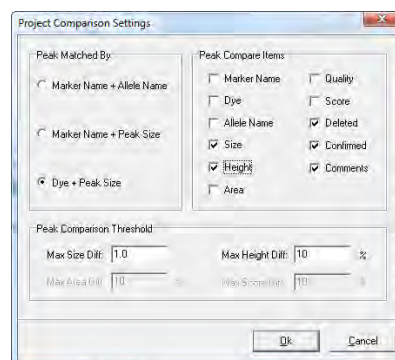 Project Comparison Settings
Peak Matched By
Marker Name + Allele Name
Marker Name + Peak Size
Dye + Peak Size
Peak Compare Items
Marker Name
Dye
Allele Name
Size
Height
Area
Quality
Score
Deleted
Confirmed
Comments
Peak Comparison Threshold
Max Size Diff: 1.0
Max Height Diff: 10 %
Max Area Diff: 10 %
Max Score Diff: 10 %
Ok
Cancel